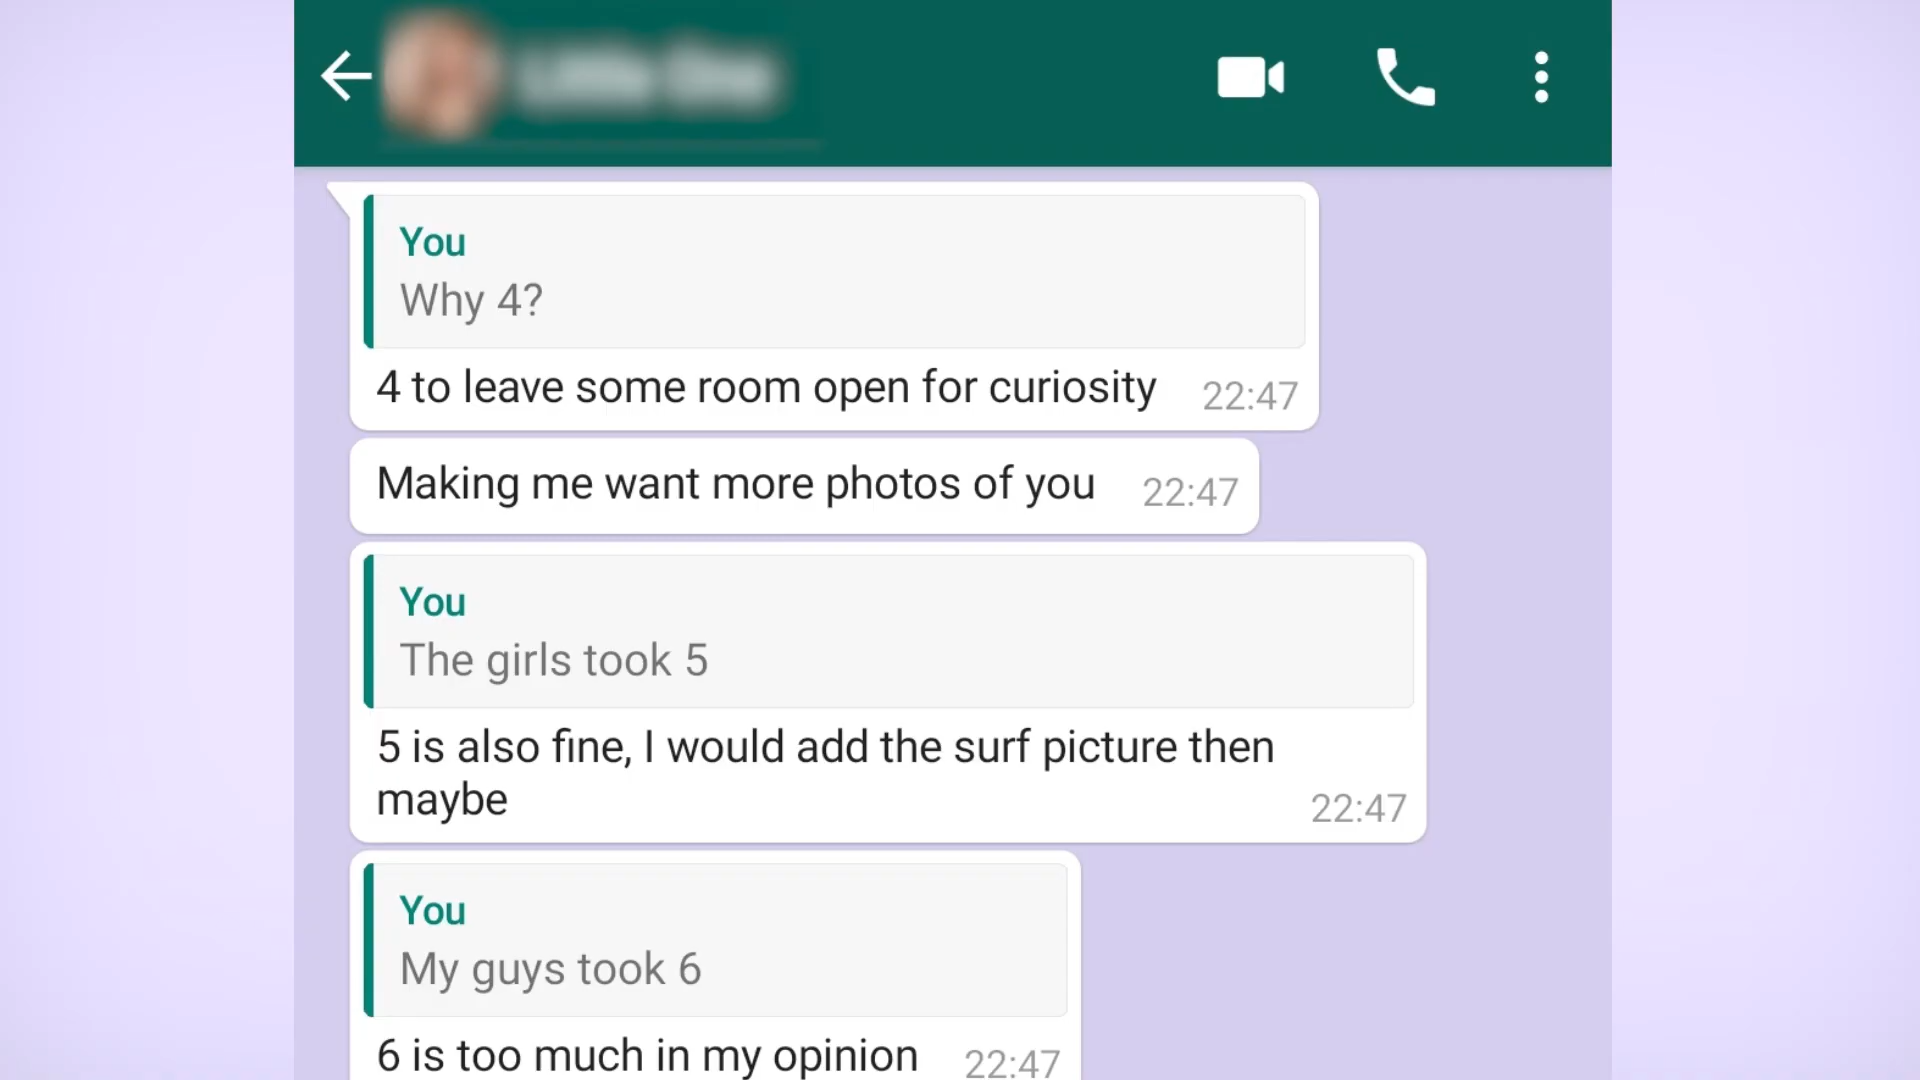 You
Why 4?
4 to leave some room open for curiosity 22:47
Making me want more photos of you 22:47
You
The girls took 5
5 is also fine, I would add the surf picture then
maybe 22:47
You
My guys took 6
6 is too much in my opinion 22:47